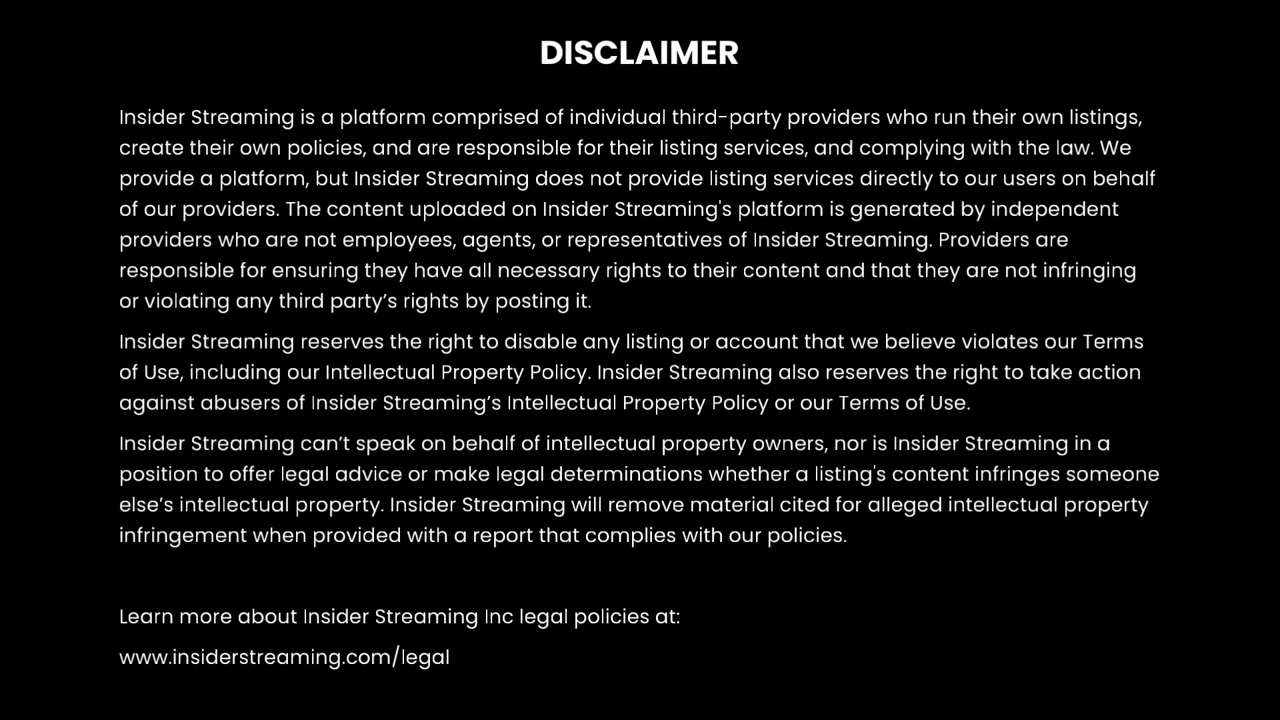 DISCLAIMER
Insider Streaming is a platform comprised of individual third-party providers who run their own listings,
create their own policies, and are responsible for their listing services, and complying with the law. We
provide a platform, but Insider Streaming does not provide listing services directly to our users on behalf
of our providers. The content uploaded on Insider Streaming's platform is generated by independent
providers who are not employees, agents, or representatives of Insider Streaming. Providers are
responsible for ensuring they have all necessary rights to their content and that they are not infringing
or violating any third party’s rights by posting it.
Insider Streaming reserves the right to disable any listing or account that we believe violates our Terms
of Use, including our Intellectual Property Policy. Insider Streaming also reserves the right to take action
against abusers of Insider Streaming’s Intellectual Property Policy or our Terms of Use.
Insider Streaming can’t speak on behalf of intellectual property owners, nor is Insider Streaming in a
position to offer legal advice or make legal determinations whether a listing's content infringes someone
else’s intellectual property. Insider Streaming will remove material cited for alleged intellectual property
infringement when provided with a report that complies with our policies.
Learn more about Insider Streaming Inc legal policies at:
www.insiderstreaming.com/legal